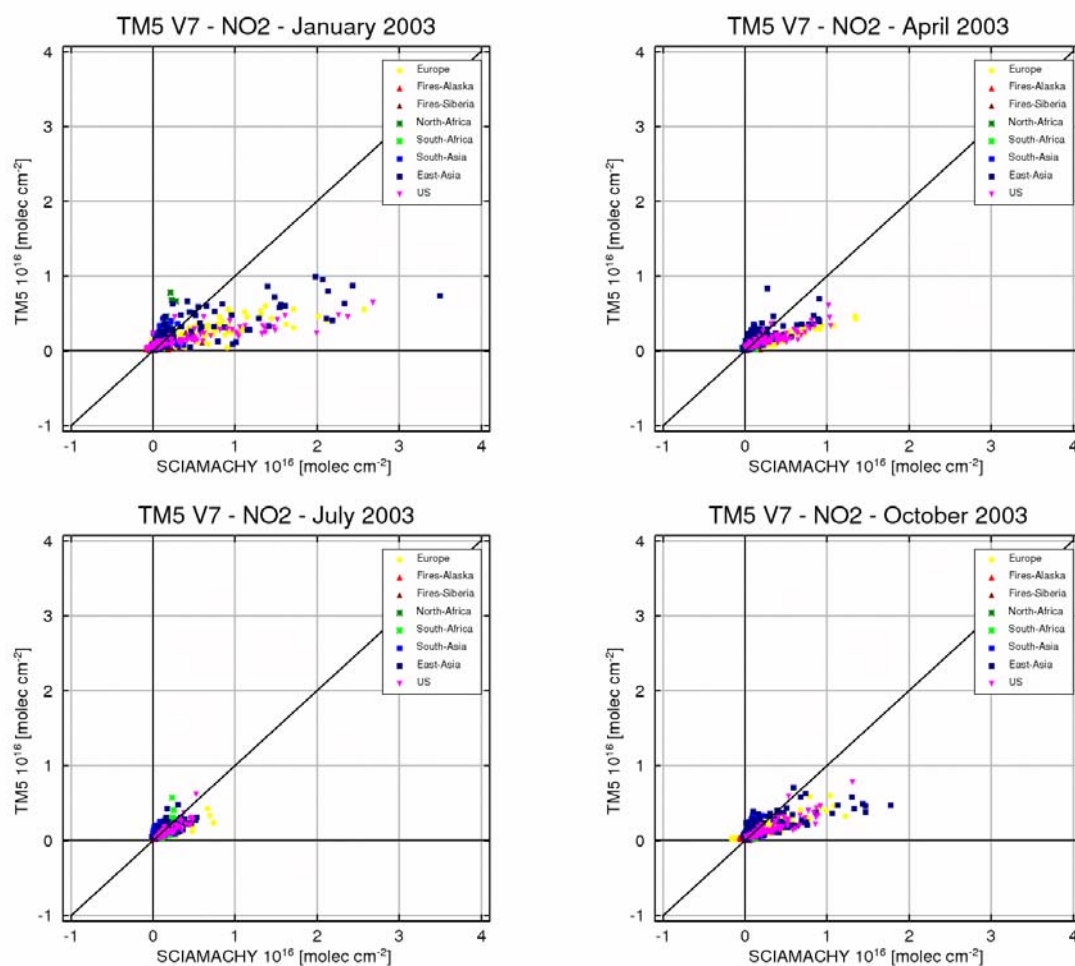 TM5 V7 - NO2 - January 2003
4
3
2
1
0
-1
TM5 10¹⁶ [molec cm⁻²]
Europe
Fires-Alaska
Fires-Siberia
North-Africa
South-Africa
South-Asia
East-Asia
US
-1 0 1 2 3 4
SCIAMACHY 10¹⁶ [molec cm⁻²]
TM5 V7 - NO2 - April 2003
4
3
2
1
0
-1
TM5 10¹⁶ [molec cm⁻²]
Europe
Fires-Alaska
Fires-Siberia
North-Africa
South-Africa
South-Asia
East-Asia
US
-1 0 1 2 3 4
SCIAMACHY 10¹⁶ [molec cm⁻²]
TM5 V7 - NO2 - July 2003
4
3
2
1
0
-1
TM5 10¹⁶ [molec cm⁻²]
Europe
Fires-Alaska
Fires-Siberia
North-Africa
South-Africa
South-Asia
East-Asia
US
-1 0 1 2 3 4
SCIAMACHY 10¹⁶ [molec cm⁻²]
TM5 V7 - NO2 - October 2003
4
3
2
1
0
-1
TM5 10¹⁶ [molec cm⁻²]
Europe
Fires-Alaska
Fires-Siberia
North-Africa
South-Africa
South-Asia
East-Asia
US
-1 0 1 2 3 4
SCIAMACHY 10¹⁶ [molec cm⁻²]